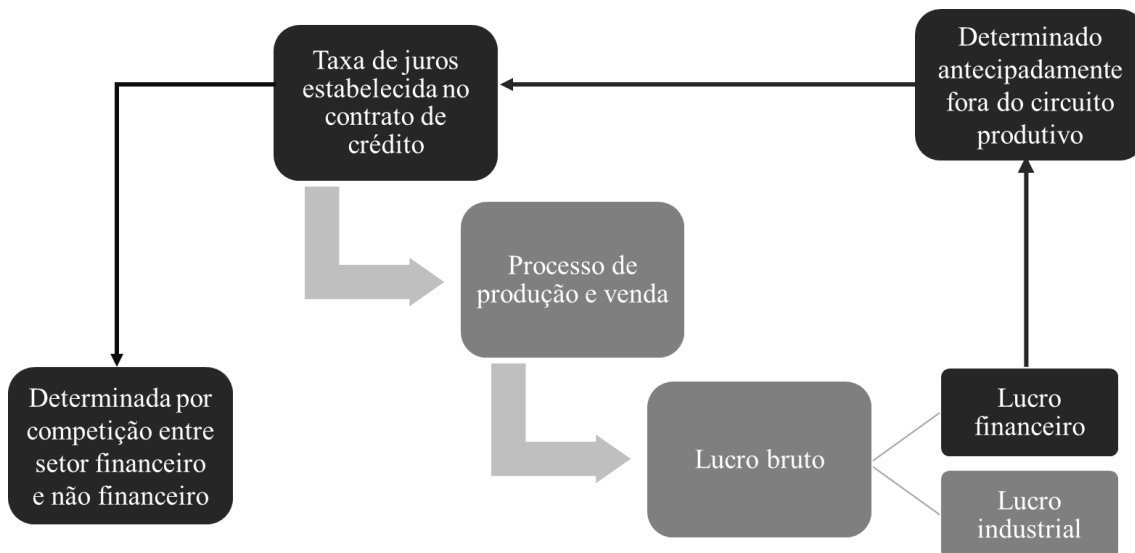 Taxa de juros
estabelecida no
contrato de
crédito
Determinado
antecipadamente
fora do circuito
produtivo
Processo de
produção e venda
Determinada por
competição entre
setor financeiro
e não financeiro
Lucro bruto
Lucro
financeiro
Lucro
industrial